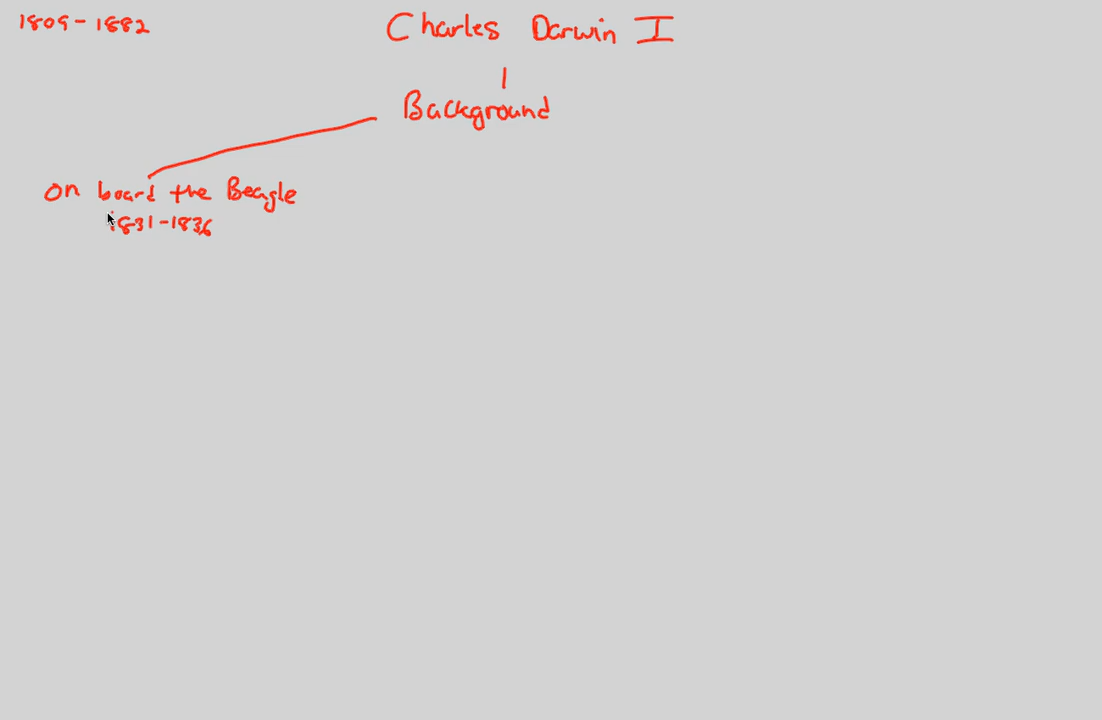 1809-1882
Charles Darwin I
Background
on board the Beagle
1831-1836